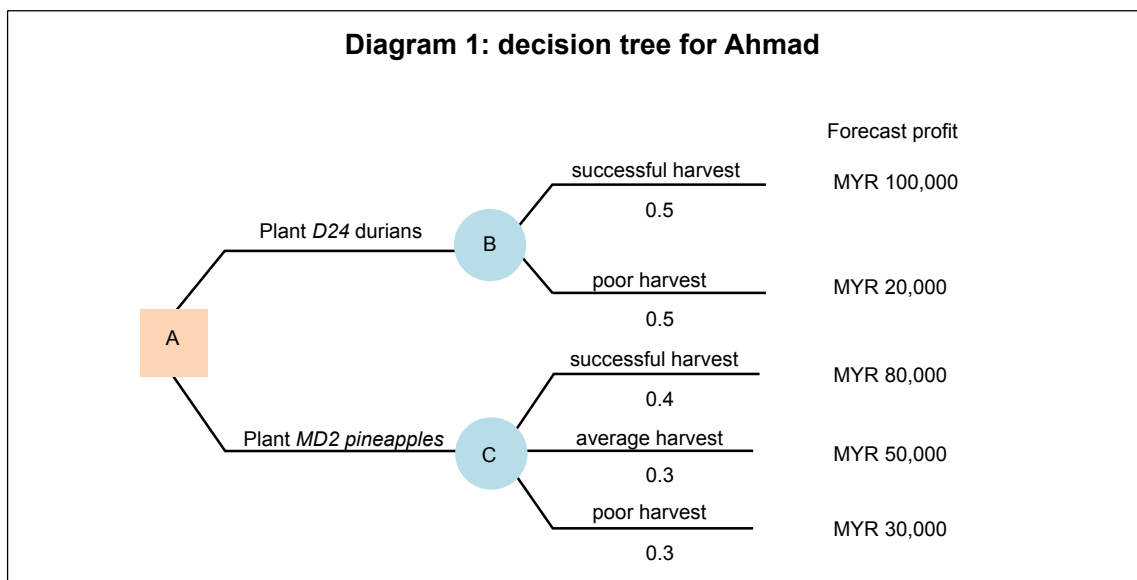 Diagram 1: decision tree for Ahmad
Forecast profit
successful harvest
MYR 100,000
0.5
Plant D24 durians
B
poor harvest
MYR 20,000
0.5
A
successful harvest
MYR 80,000
0.4
Plant MD2 pineapples
C
average harvest
MYR 50,000
0.3
poor harvest
MYR 30,000
0.3